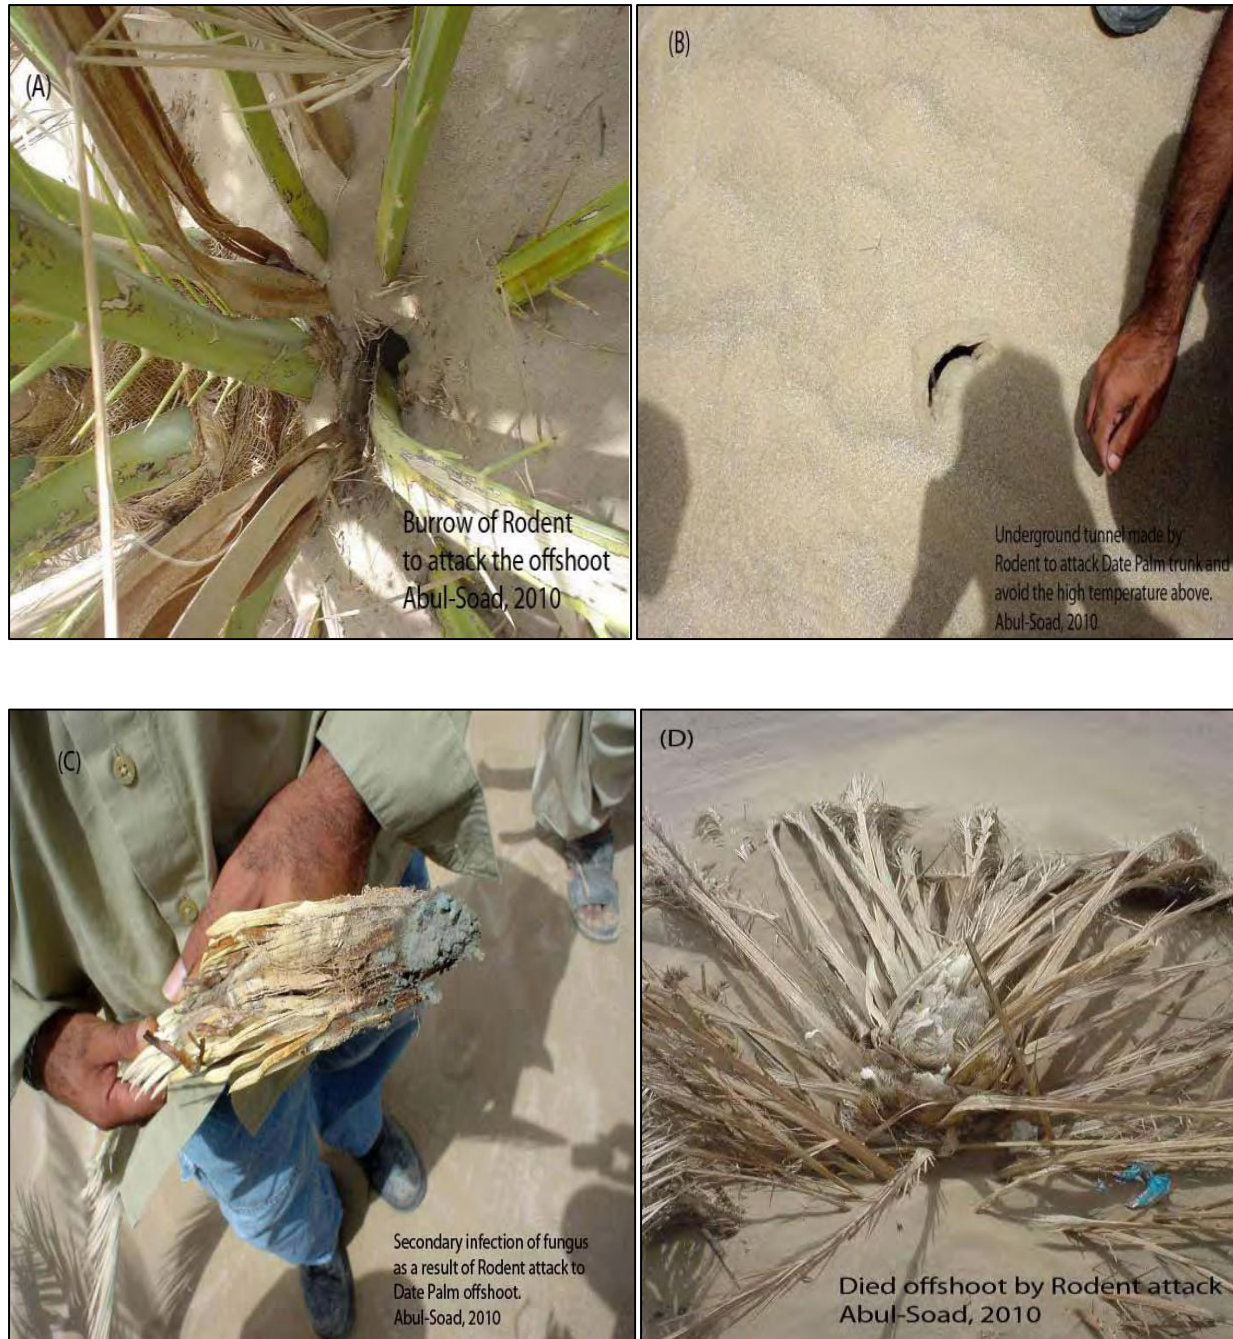 (A)
Burrow of Rodent
to attack the offshoot
Abul-Soad, 2010
(B)
Underground tunnel made by
Rodent to attack Date Palm trunk and
avoid the high temperature above.
Abul-Soad, 2010
(C)
Secondary infection of fungus
as a result of Rodent attack to
Date Palm offshoot.
Abul-Soad, 2010
(D)
Died offshoot by Rodent attack
Abul-Soad, 2010